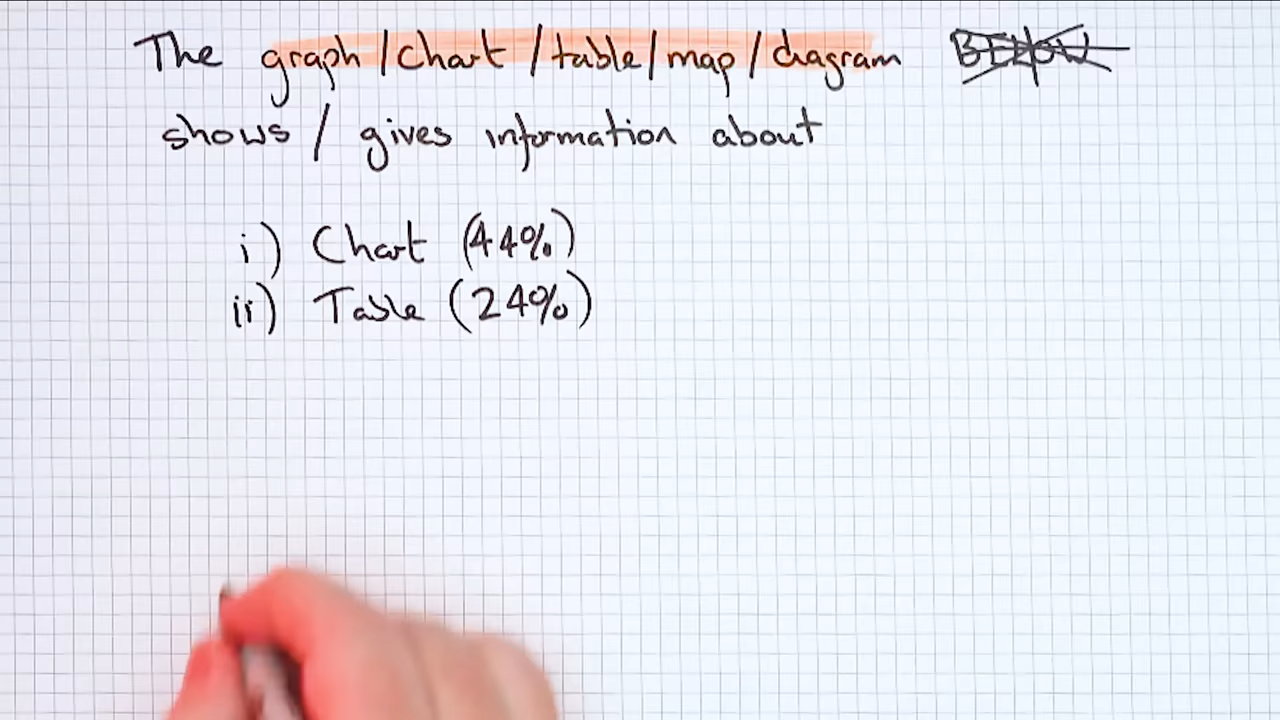 The graph / chart / table / map / diagram BELOW
shows / gives information about
i) Chart (44%)
ii) Table (24%)